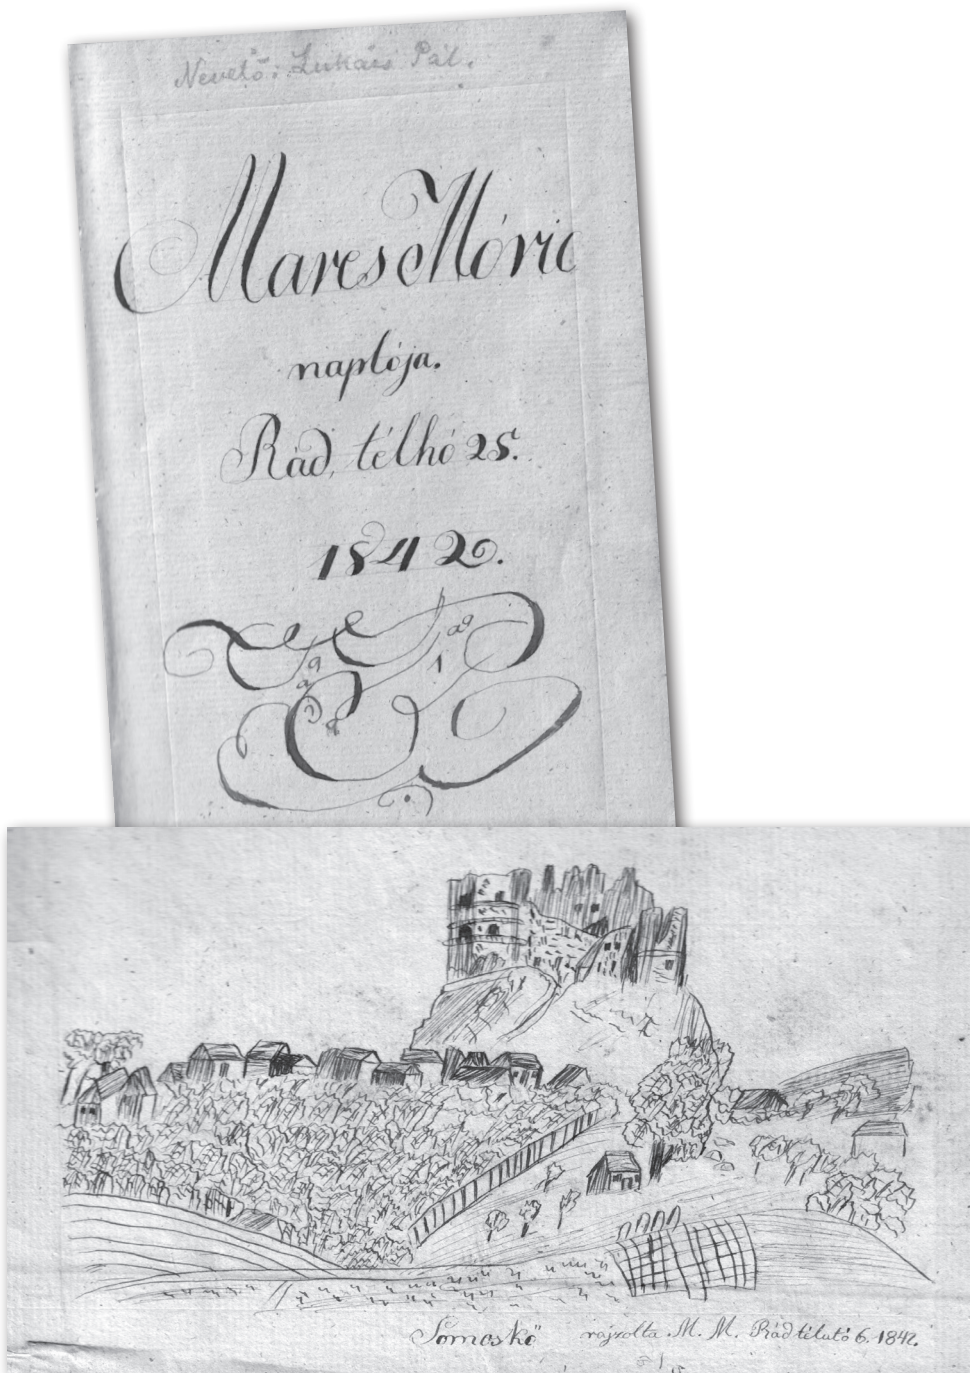 Nevelő: Lukács Pál.
Mares Móric
naplója.
Rád, télhó 25.
1842.
Somoskő rajzolta M. M. Rád télutó 6. 1842.